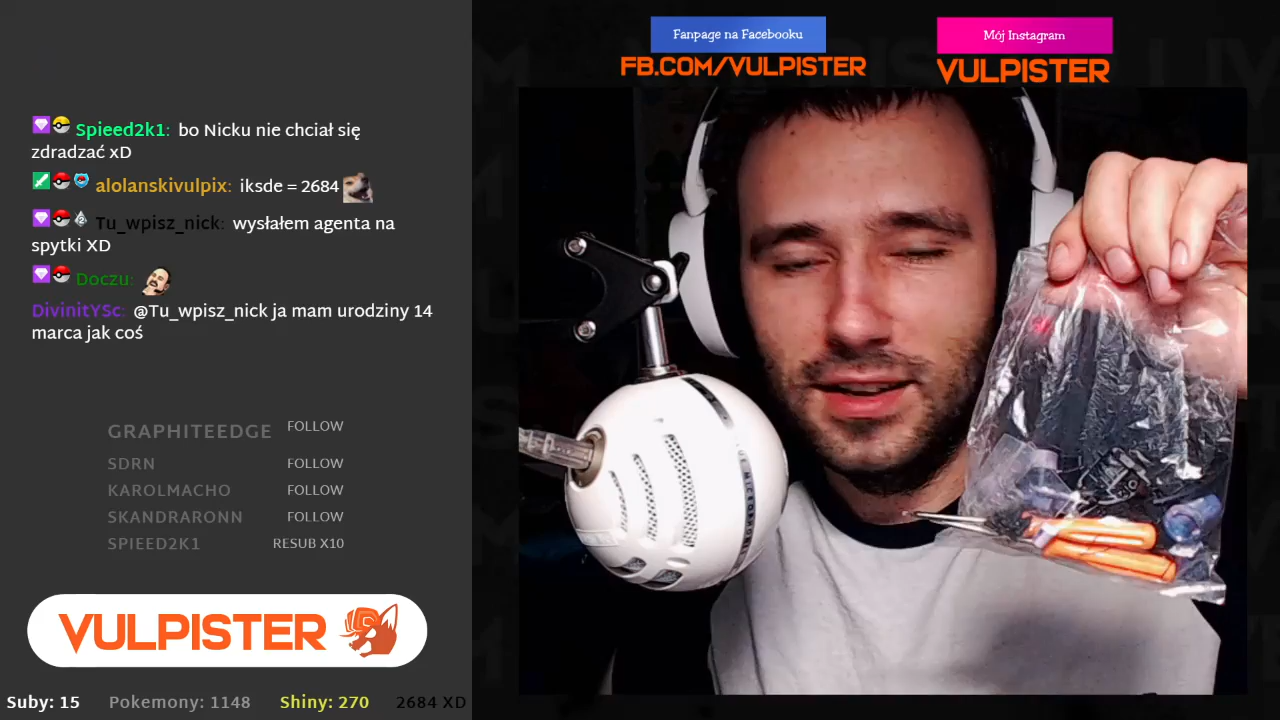 Fanpage na Facebooku
FB.COM/VULPISTER
Mój Instagram
VULPISTER
Spieed2k1: bo Nicku nie chciał się
zdradzać xD
alolanskivulpix: iksde = 2684
Tu_wpisz_nick: wysłałem agenta na
spytki XD
Doczu:
DivinitYSc: @Tu_wpisz_nick ja mam urodziny 14
marca jak coś
GRAPHITEEDGE FOLLOW
SDRN FOLLOW
KAROLMACHO FOLLOW
SKANDRARONN FOLLOW
SPIEED2K1 RESUB X10
VULPISTER
Suby: 15 Pokemony: 1148 Shiny: 270 2684 XD